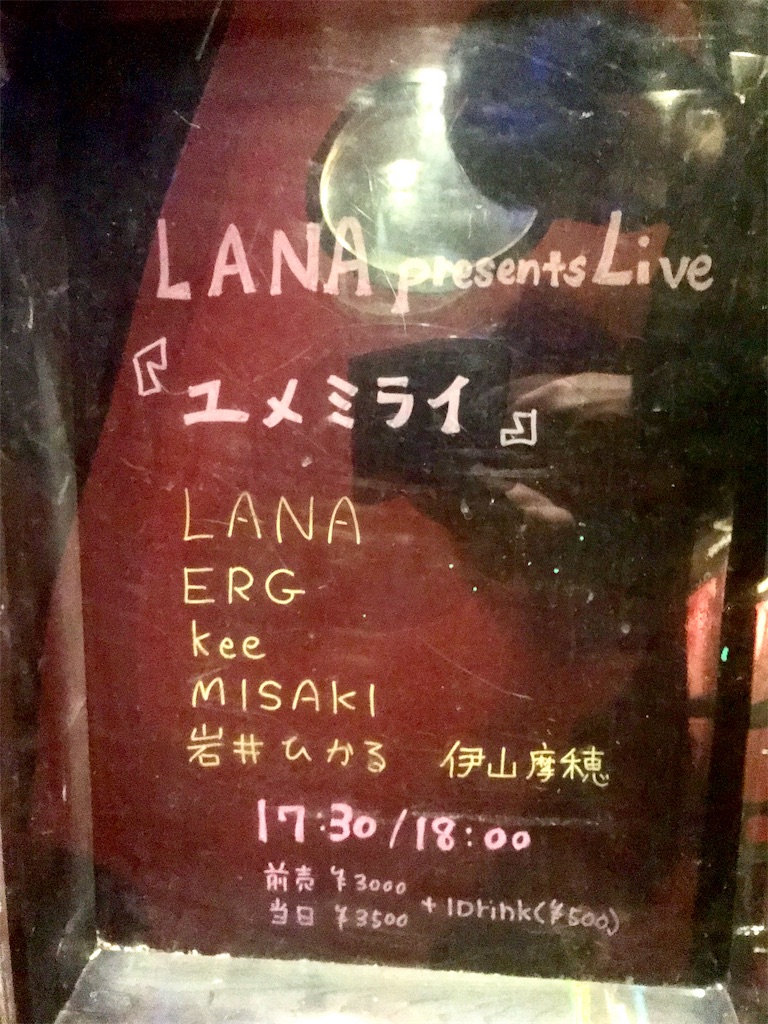 LANA presents Live
『ユメミライ』
LANA
ERG
kee
MISAKI
岩井ひかる 伊山摩穂
17:30/18:00
前売 ¥3000
当日 ¥3500 +1Drink(¥500)